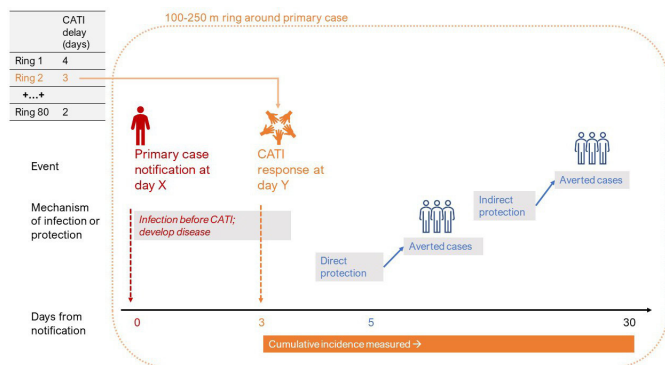 CATI
delay
(days)
Ring 1 4
Ring 2 3
+...+
Ring 80 2
100-250 m ring around primary case
Event
Primary case
notification at
day X
CATI
response at
day Y
Mechanism
of infection or
protection
Infection before CATI;
develop disease
Direct
protection
Averted cases
Indirect
protection
Averted cases
Days from
notification
0 3 5 30
Cumulative incidence measured →